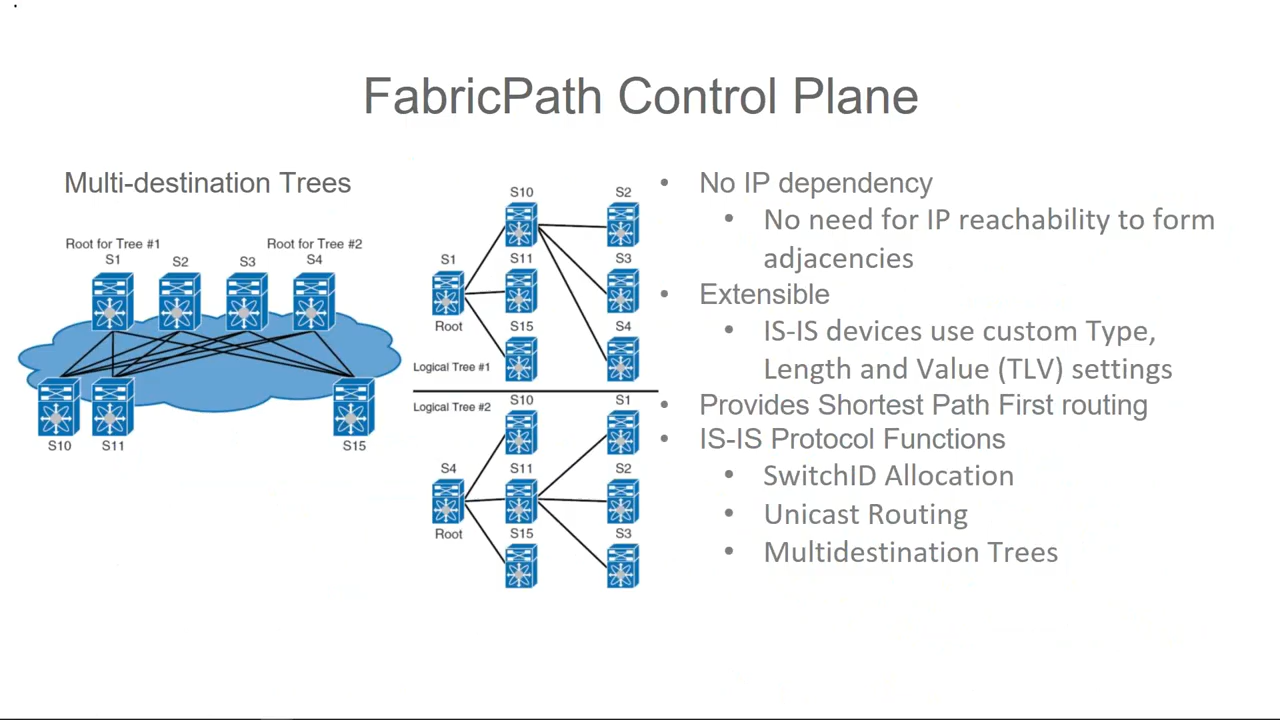 FabricPath Control Plane
Multi-destination Trees
Root for Tree #1
Root for Tree #2
S1
S2
S3
S4
S10
S11
S15
S10
S2
S1
S11
S3
Root
S15
S4
Logical Tree #1
Logical Tree #2
S10
S1
S4
S11
S2
Root
S15
S3
• No IP dependency
• No need for IP reachability to form
adjacencies
• Extensible
• IS-IS devices use custom Type,
Length and Value (TLV) settings
• Provides Shortest Path First routing
• IS-IS Protocol Functions
• SwitchID Allocation
• Unicast Routing
• Multidestination Trees